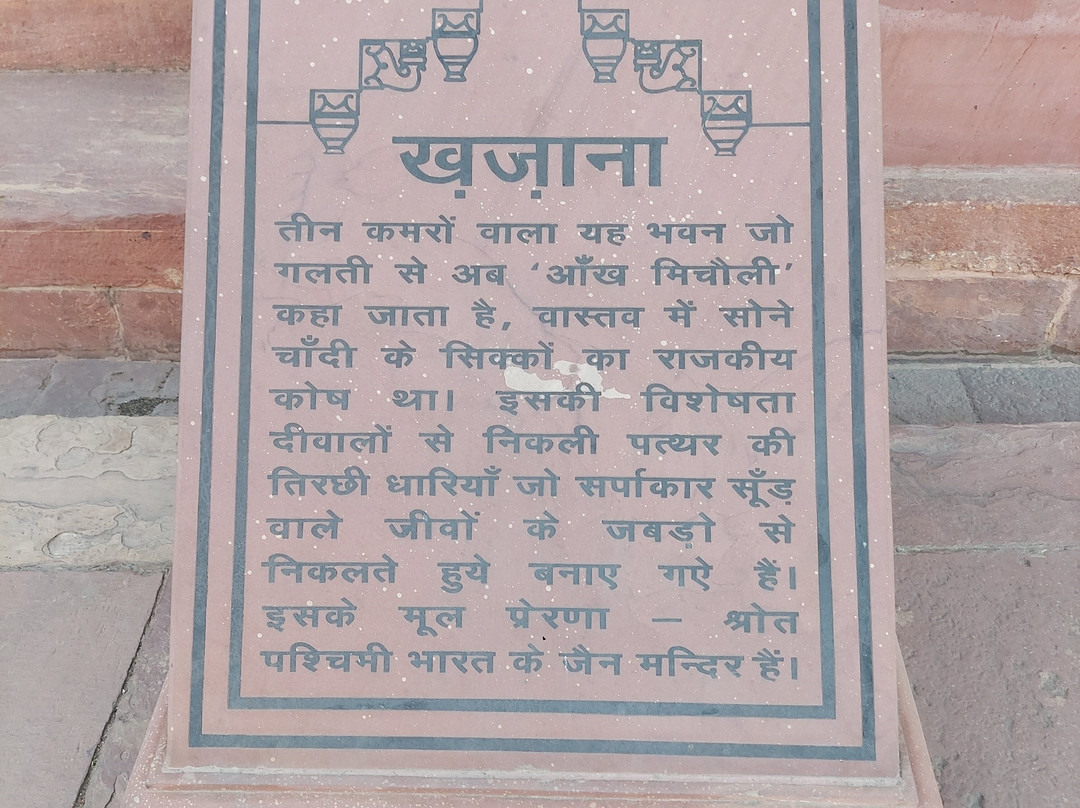 ख़ज़ाना
तीन कमरों वाला यह भवन जो
गलती से अब ‘आँख मिचौली’
कहा जाता है, वास्तव में सोने
चाँदी के सिक्कों का राजकीय
कोष था। इसकी विशेषता
दीवालों से निकली पत्थर की
तिरछी धारियाँ जो सर्पाकार सूँड़
वाले जीवों के जबड़ो से
निकलते हुये बनाए गऐ हैं।
इसके मूल प्रेरणा – श्रोत
पश्चिमी भारत के जैन मन्दिर हैं।